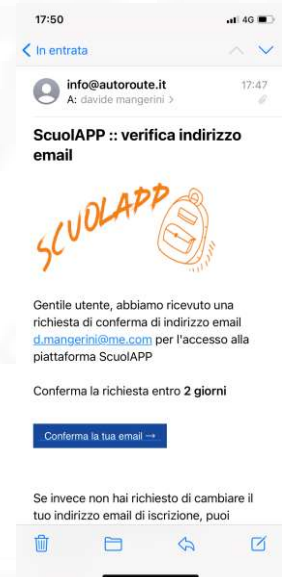 17:50
4G
In entrata
info@autoroute.it
17:47
A: davide mangerini >
ScuolAPP :: verifica indirizzo
email
SCUOLAPP
Gentile utente, abbiamo ricevuto una
richiesta di conferma di indirizzo email
d.mangerini@me.com per l'accesso alla
piattaforma ScuolAPP
Conferma la richiesta entro 2 giorni
Conferma la tua email →
Se invece non hai richiesto di cambiare il
tuo indirizzo email di iscrizione, puoi